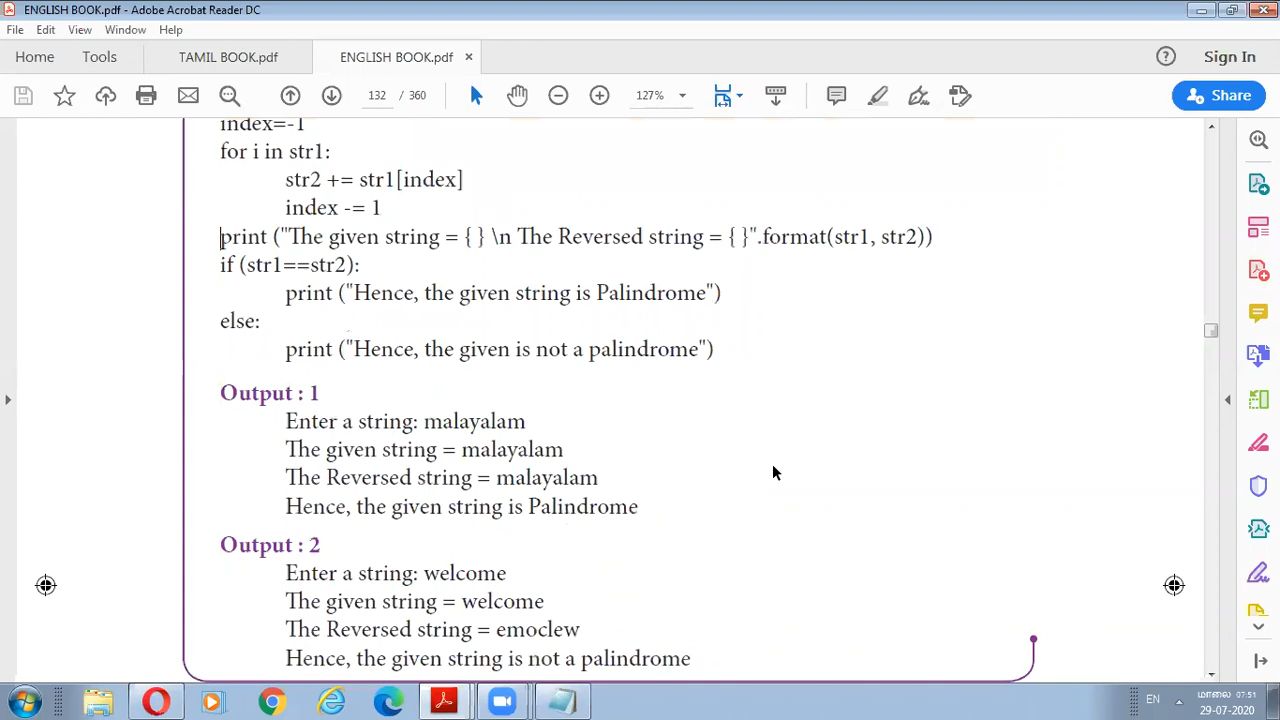 ENGLISH BOOK.pdf - Adobe Acrobat Reader DC
File Edit View Window Help
Home Tools TAMIL BOOK.pdf ENGLISH BOOK.pdf × Sign In
132 / 360 127% Share
index=-1
for i in str1:
str2 += str1[index]
index -= 1
print ("The given string = { } \n The Reversed string = { }".format(str1, str2))
if (str1==str2):
print ("Hence, the given string is Palindrome")
else:
print ("Hence, the given is not a palindrome")
Output : 1
Enter a string: malayalam
The given string = malayalam
The Reversed string = malayalam
Hence, the given string is Palindrome
Output : 2
Enter a string: welcome
The given string = welcome
The Reversed string = emoclew
Hence, the given string is not a palindrome
EN மாலை 07:51
29-07-2020